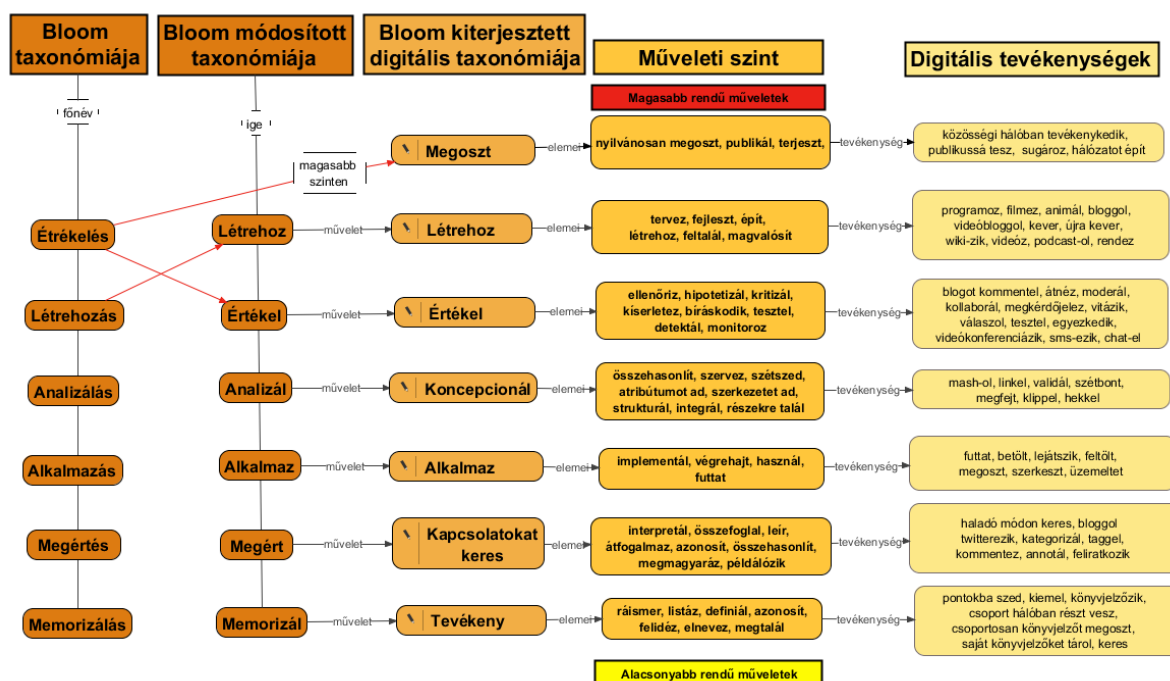 Bloom
taxonómiája
Bloom módosított
taxonómiája
Bloom kiterjesztett
digitális taxonómiája
Műveleti szint
Digitális tevékenységek
főnév
ige
Magasabb rendű műveletek
magasabb
szinten
Megoszt
elemei
nyilvánosan megoszt, publikál, terjeszt,
tevékenység
közösségi hálóban tevékenykedik,
publikussá tesz, sugároz, hálózatot épít
Étrékelés
Létrehoz
művelet
Létrehoz
elemei
tervez, fejleszt, épít,
létrehoz, feltalál, magvalósít
tevékenység
programoz, filmez, animál, bloggol,
videóbloggol, kever, újra kever,
wiki-zik, videóz, podcast-ol, rendez
Létrehozás
Értékel
művelet
Értékel
elemei
ellenőriz, hipotetizál, kritizál,
kíserletez, bíráskodik, tesztel,
detektál, monitoroz
tevékenység
blogot kommentel, átnéz, moderál,
kollaborál, megkérdőjelez, vitázik,
válaszol, tesztel, egyezkedik,
videókonferenciázik, sms-ezik, chat-el
Analizálás
Analizál
művelet
Koncepcionál
elemei
összehasonlít, szervez, szétszed,
atribútumot ad, szerkezetet ad,
strukturál, integrál, részekre talál
tevékenység
mash-ol, linkel, validál, szétbont,
megfejt, klippel, hekkel
Alkalmazás
Alkalmaz
művelet
Alkalmaz
elemei
implementál, végrehajt, használ,
futtat
tevékenység
futtat, betölt, lejátszik, feltölt,
megoszt, szerkeszt, üzemeltet
Megértés
Megért
művelet
Kapcsolatokat
keres
elemei
interpretál, összefoglal, leír,
átfogalmaz, azonosít, összehasonlít,
megmagyaráz, példálózik
tevékenység
haladó módon keres, bloggol
twitterezik, kategorizál, taggel,
kommentez, annotál, feliratkozik
Memorizálás
Memorizál
művelet
Tevékeny
elemei
ráismer, listáz, definiál, azonosít,
felidéz, elnevez, megtalál
tevékenység
pontokba szed, kiemel, könyvjelzőzik,
csoport hálóban részt vesz,
csoportosan könyvjelzőt megoszt,
saját könyvjelzőket tárol, keres
Alacsonyabb rendű műveletek